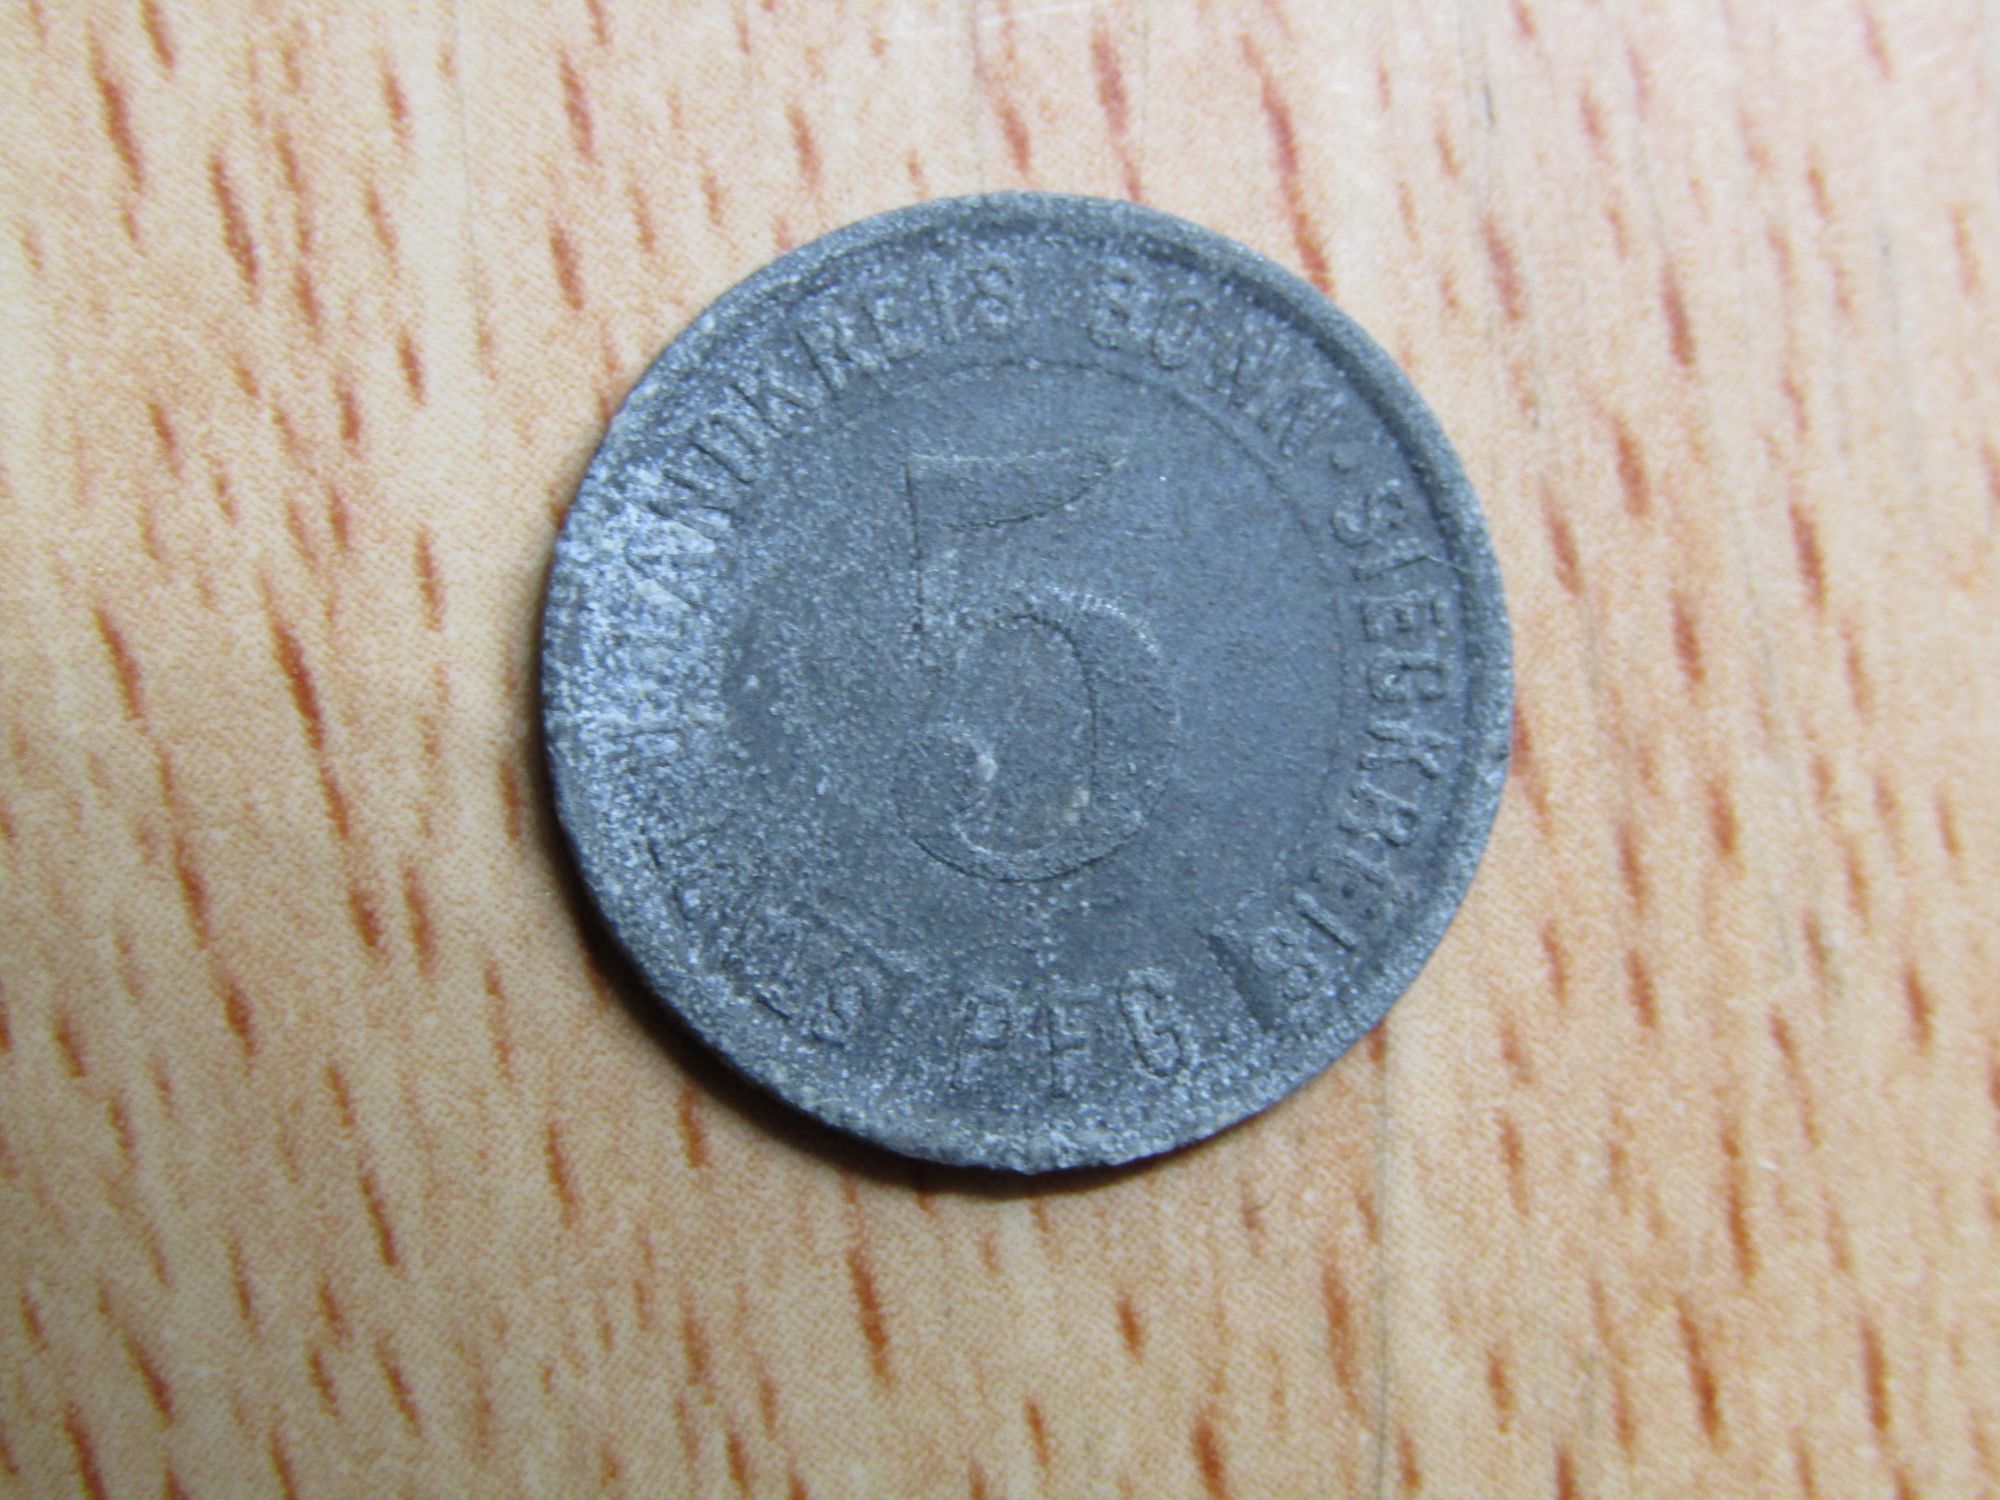 LANDKREIS BONN · SIEGKREIS
5
PFG